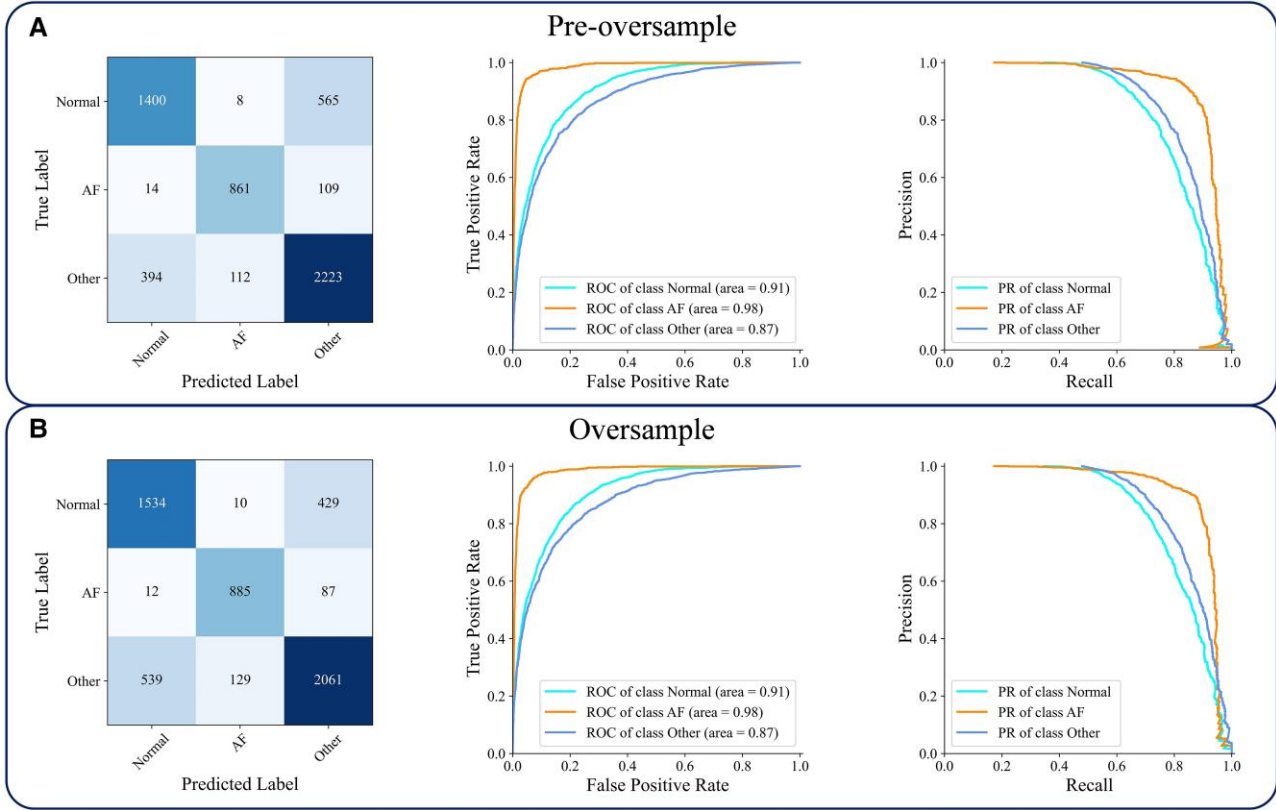 A
Pre-oversample
Normal
AF
Other
True Label
1400 8 565
14 861 109
394 112 2223
Normal AF Other
Predicted Label
True Positive Rate
1.0
0.8
0.6
0.4
0.2
0.0
ROC of class Normal (area = 0.91)
ROC of class AF (area = 0.98)
ROC of class Other (area = 0.87)
0.0 0.2 0.4 0.6 0.8 1.0
False Positive Rate
Precision
1.0
0.8
0.6
0.4
0.2
0.0
PR of class Normal
PR of class AF
PR of class Other
0.0 0.2 0.4 0.6 0.8 1.0
Recall
B
Oversample
Normal
AF
Other
True Label
1534 10 429
12 885 87
539 129 2061
Normal AF Other
Predicted Label
True Positive Rate
1.0
0.8
0.6
0.4
0.2
0.0
ROC of class Normal (area = 0.91)
ROC of class AF (area = 0.98)
ROC of class Other (area = 0.87)
0.0 0.2 0.4 0.6 0.8 1.0
False Positive Rate
Precision
1.0
0.8
0.6
0.4
0.2
0.0
PR of class Normal
PR of class AF
PR of class Other
0.0 0.2 0.4 0.6 0.8 1.0
Recall